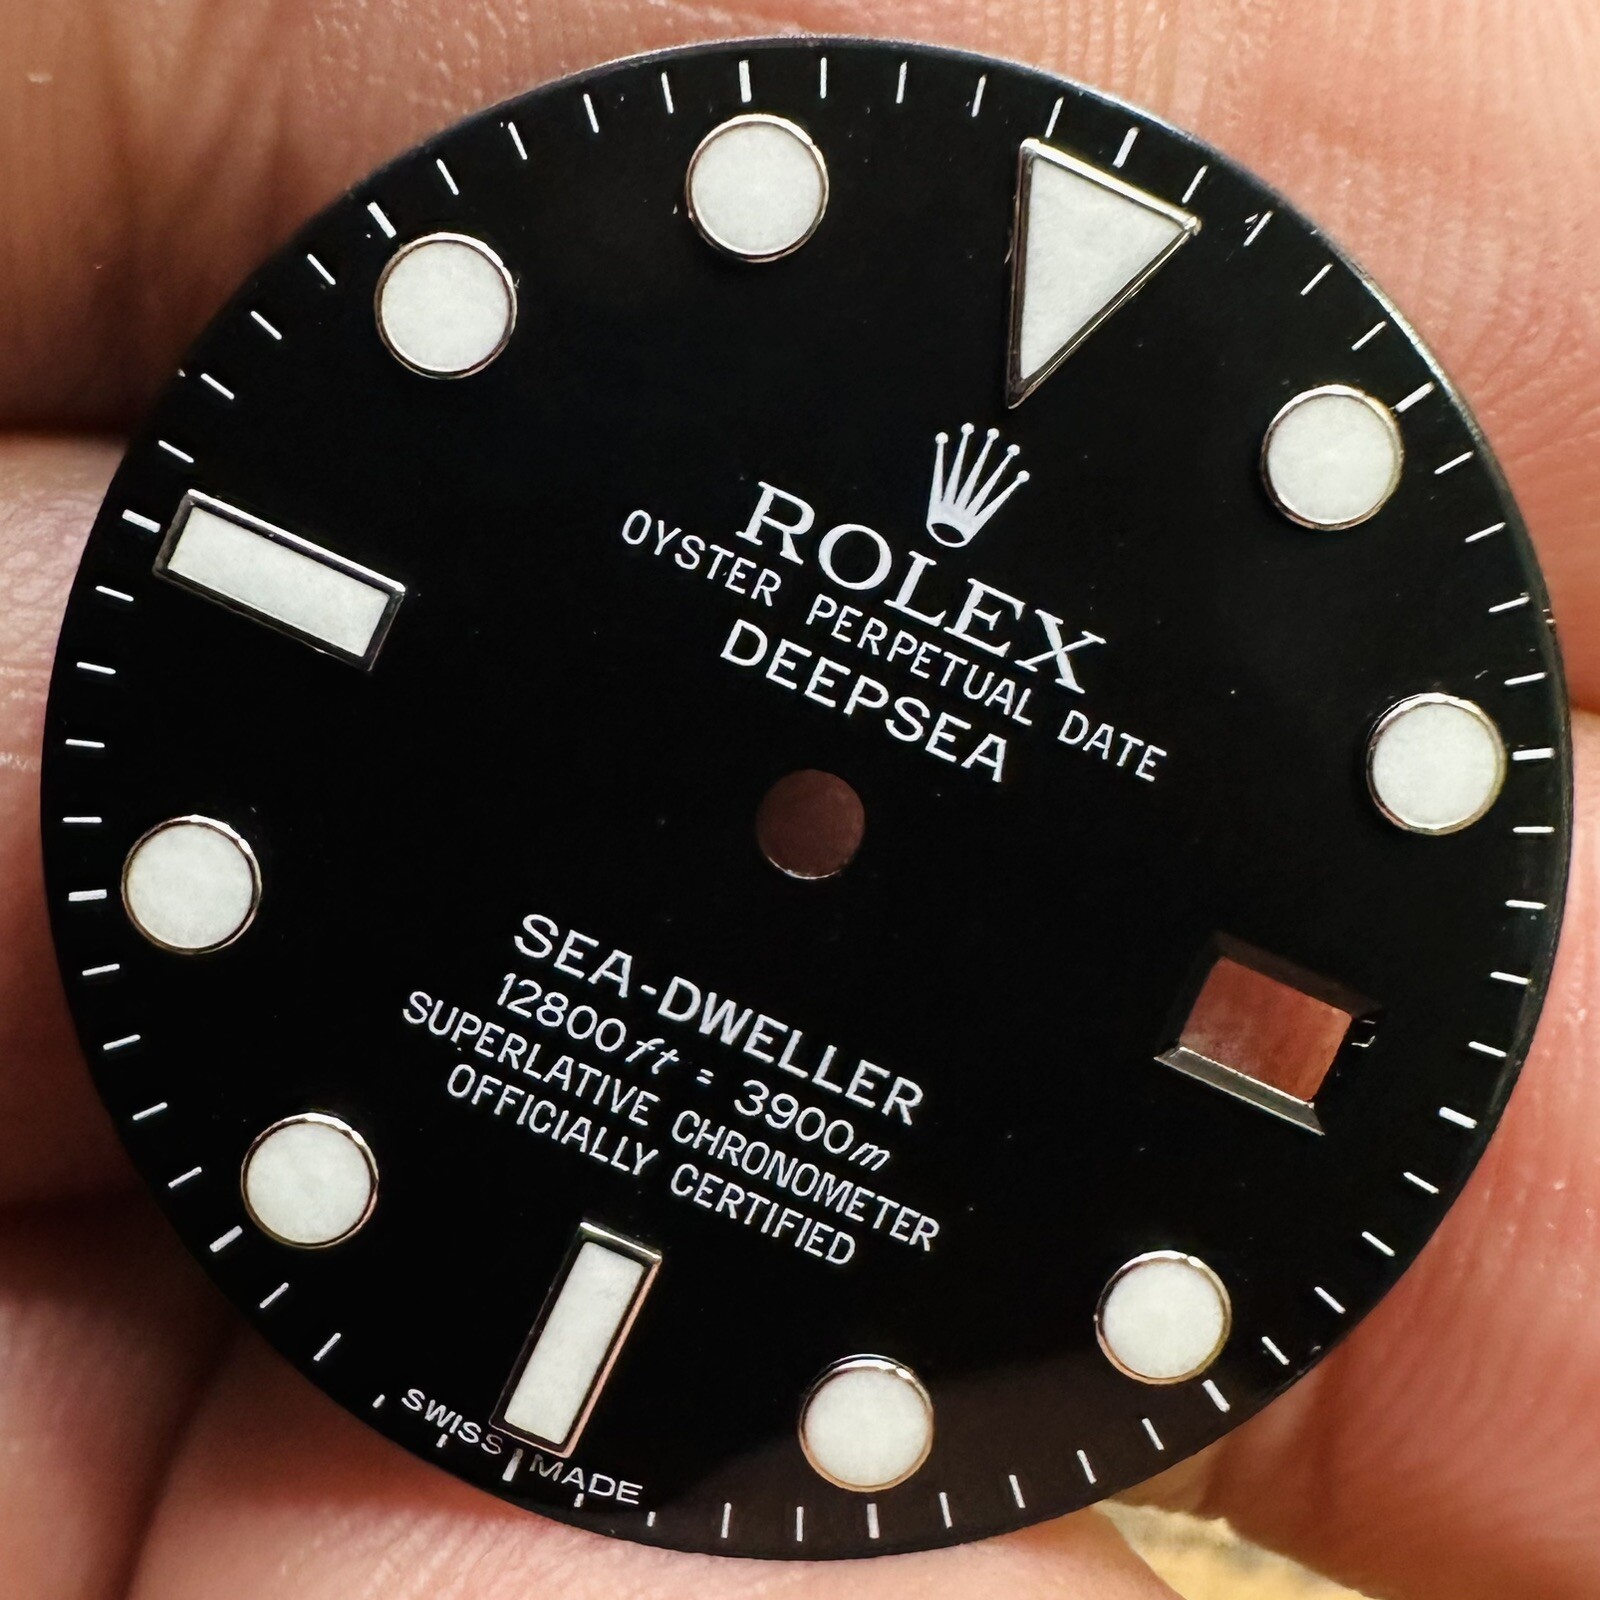 ROLEX
OYSTER PERPETUAL DATE
DEEPSEA
SEA-DWELLER
12800ft = 3900m
SUPERLATIVE CHRONOMETER
OFFICIALLY CERTIFIED
SWISS MADE